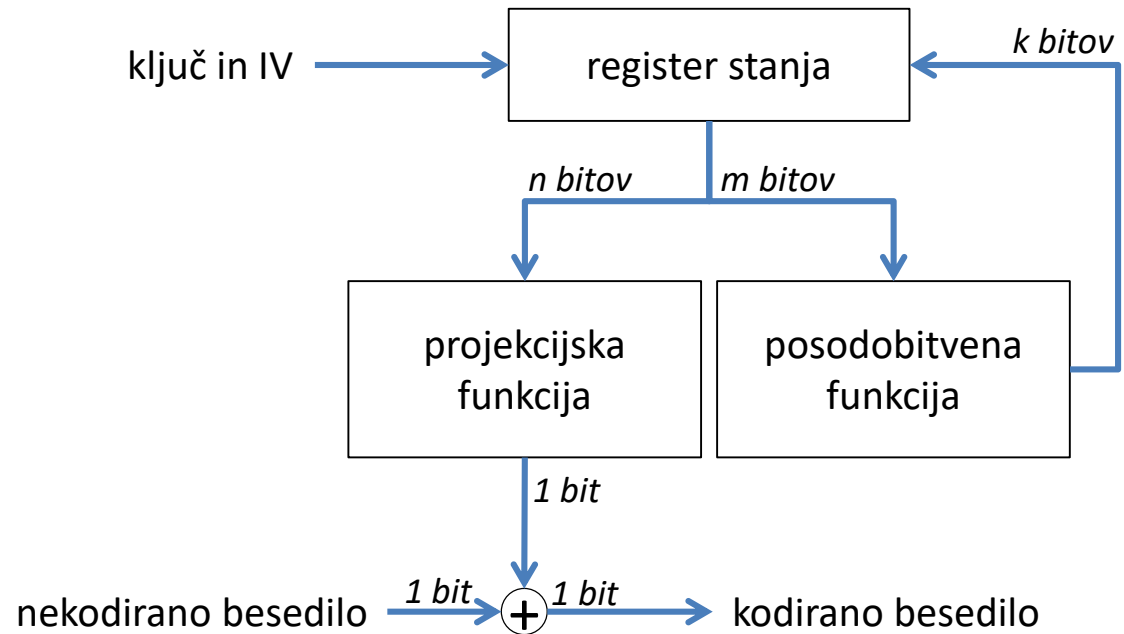 ključ in IV
register stanja
k bitov
n bitov
m bitov
projekcijska
funkcija
posodobitvena
funkcija
1 bit
nekodirano besedilo
1 bit
+
1 bit
kodirano besedilo